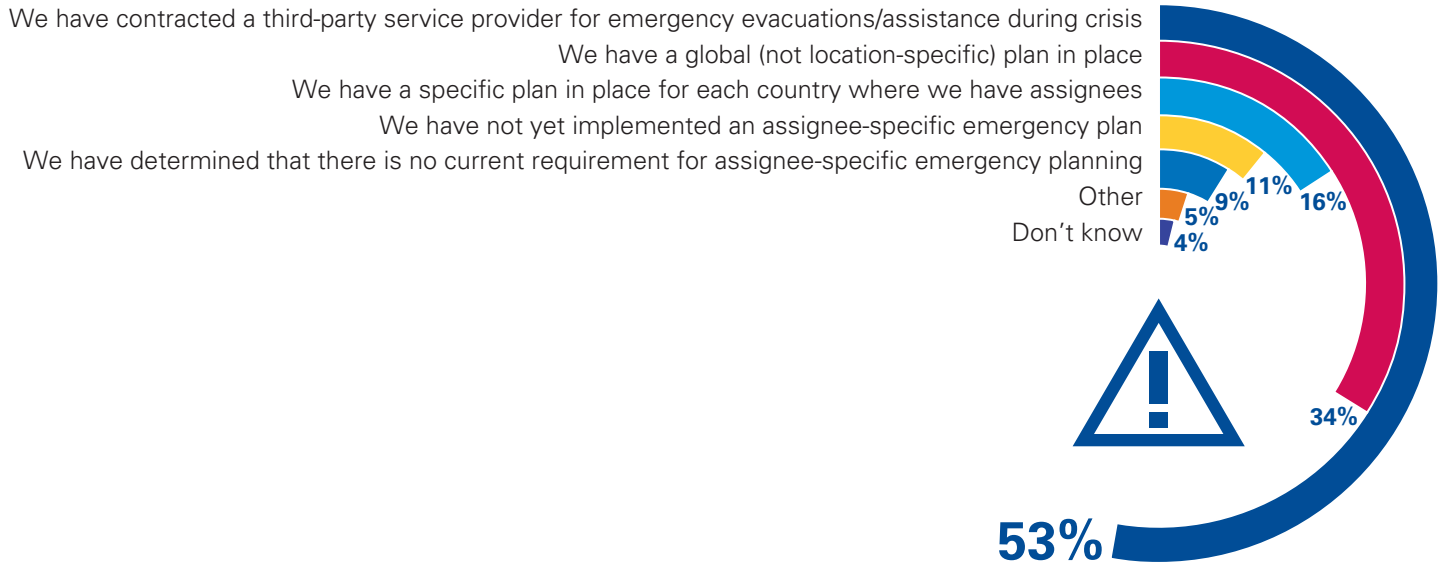 We have contracted a third-party service provider for emergency evacuations/assistance during crisis
We have a global (not location-specific) plan in place
We have a specific plan in place for each country where we have assignees
We have not yet implemented an assignee-specific emergency plan
We have determined that there is no current requirement for assignee-specific emergency planning
Other
Don't know
11%
16%
9%
5%
4%
34%
53%